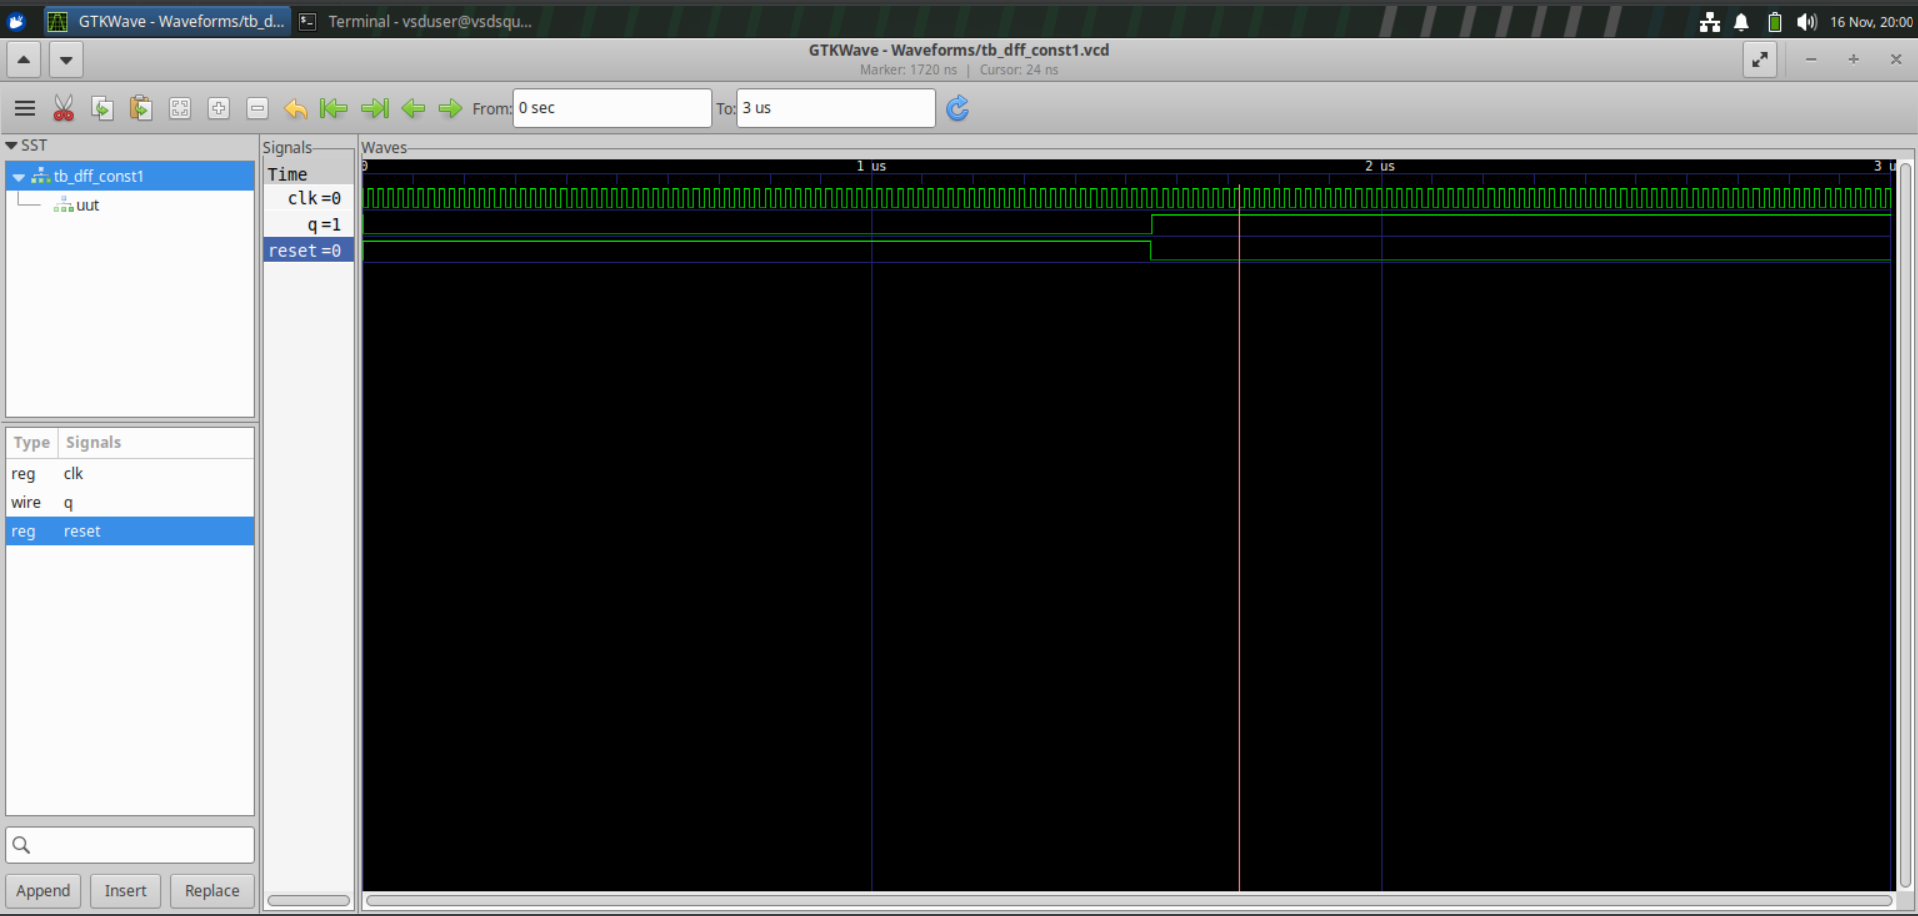 GTKWave - Waveforms/tb_d...
Terminal - vsduser@vsdsqu...
16 Nov, 20:00
GTKWave - Waveforms/tb_dff_const1.vcd
Marker: 1720 ns | Cursor: 24 ns
From: 0 sec To: 3 us
SST
tb_dff_const1
uut
Type Signals
reg clk
wire q
reg reset
Append Insert Replace
Signals
Time
clk=0
q=1
reset=0
Waves
0 1 us 2 us 3 u